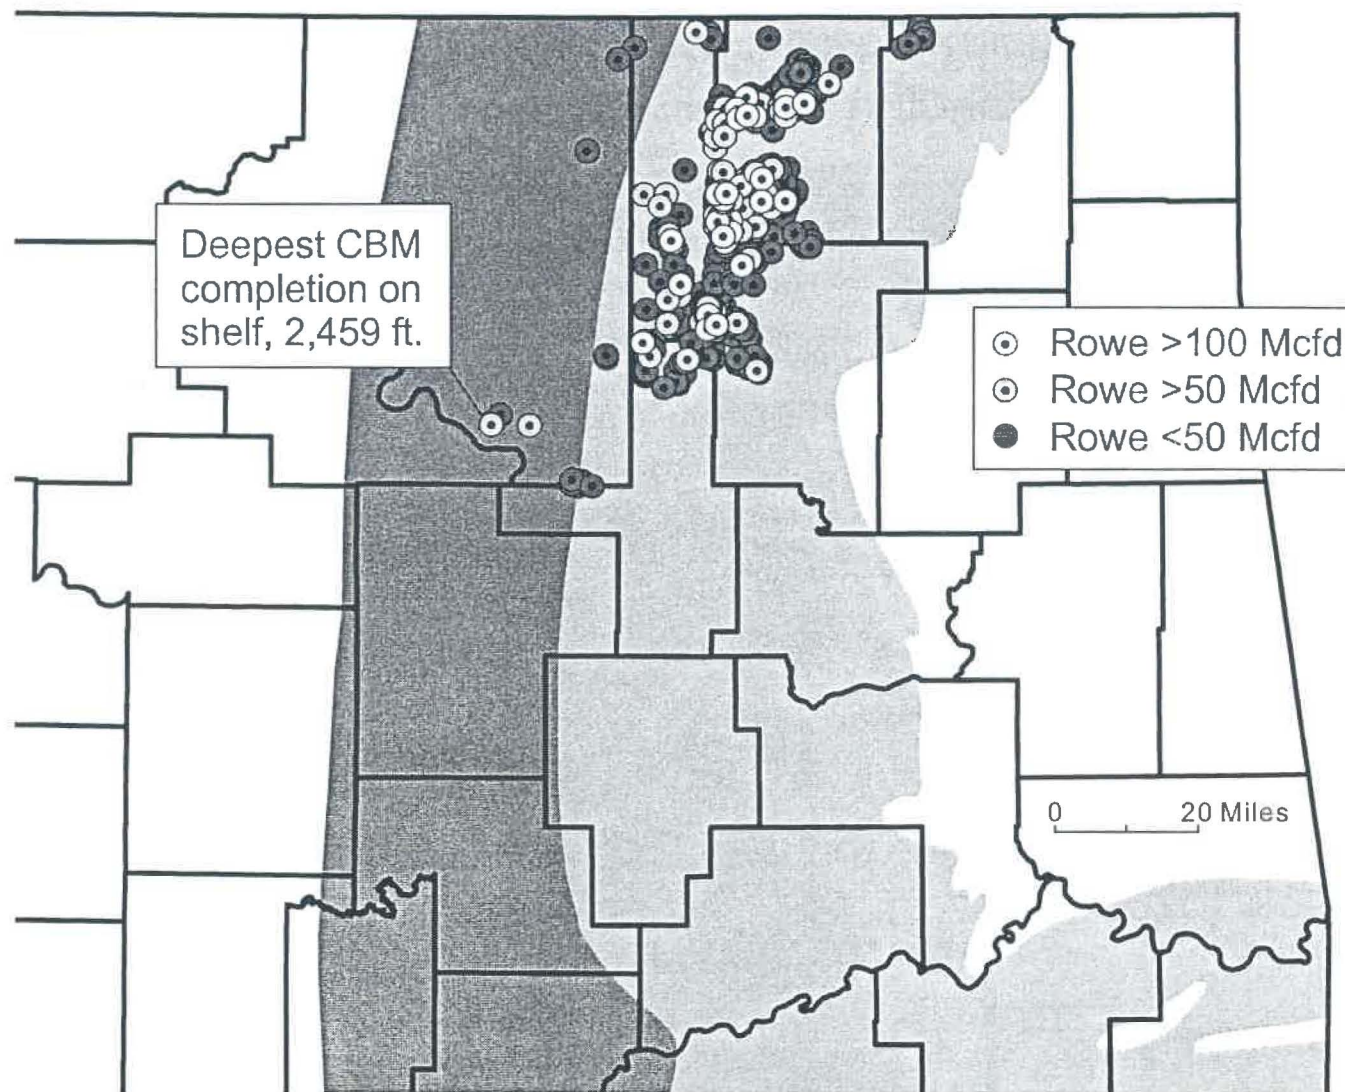 Deepest CBM
completion on
shelf, 2,459 ft.
Rowe >100 Mcfd
Rowe >50 Mcfd
Rowe <50 Mcfd
0 20 Miles